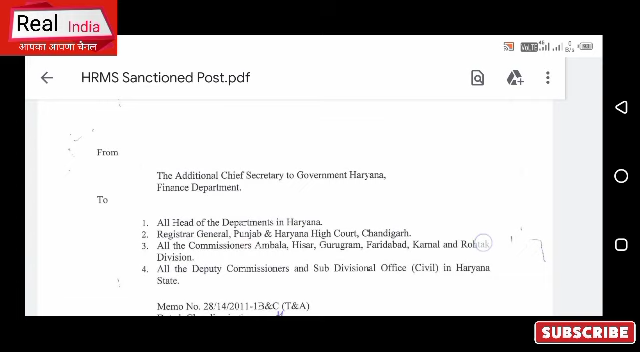 Real India
आपका आपणा चैनल
HRMS Sanctioned Post.pdf
From
The Additional Chief Secretary to Government Haryana,
Finance Department.
To
1. All Head of the Departments in Haryana.
2. Registrar General, Punjab & Haryana High Court, Chandigarh.
3. All the Commissioners Ambala, Hisar, Gurugram, Faridabad, Karnal and Rohtak
Division.
4. All the Deputy Commissioners and Sub Divisional Office (Civil) in Haryana
State.
Memo No. 28/14/2011-1B&C (T&A)
SUBSCRIBE